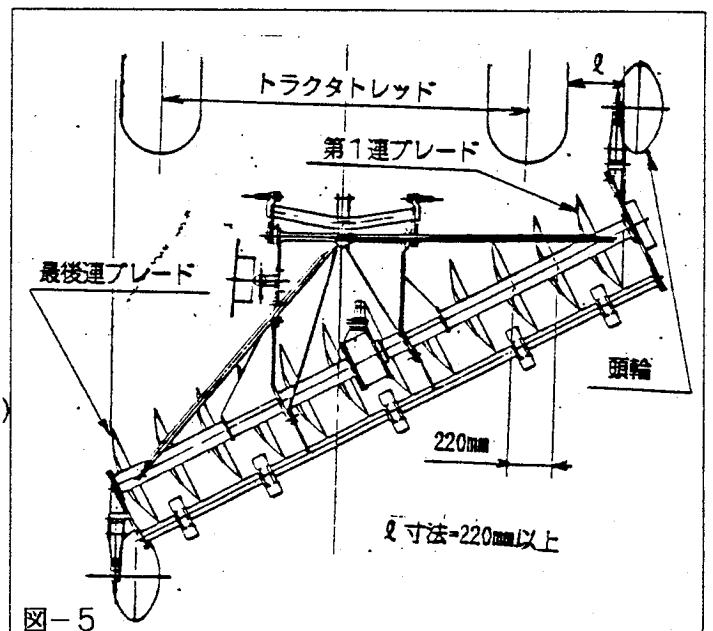 トラクタトレッド
ℓ
第1連ブレード
最後連ブレード
頭輪
220mm
ℓ寸法=220mm以上
図-5